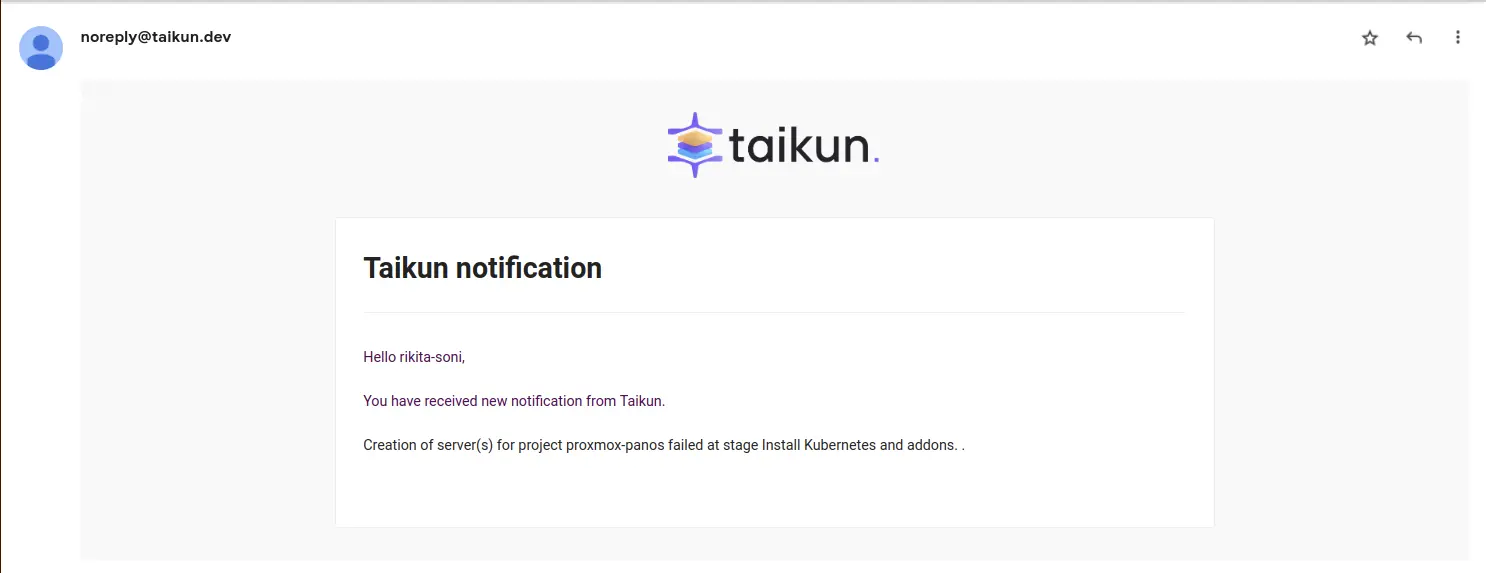 noreply@taikun.dev
taikun.
Taikun notification
Hello rikita-soni,
You have received new notification from Taikun.
Creation of server(s) for project proxmox-panos failed at stage Install Kubernetes and addons. .